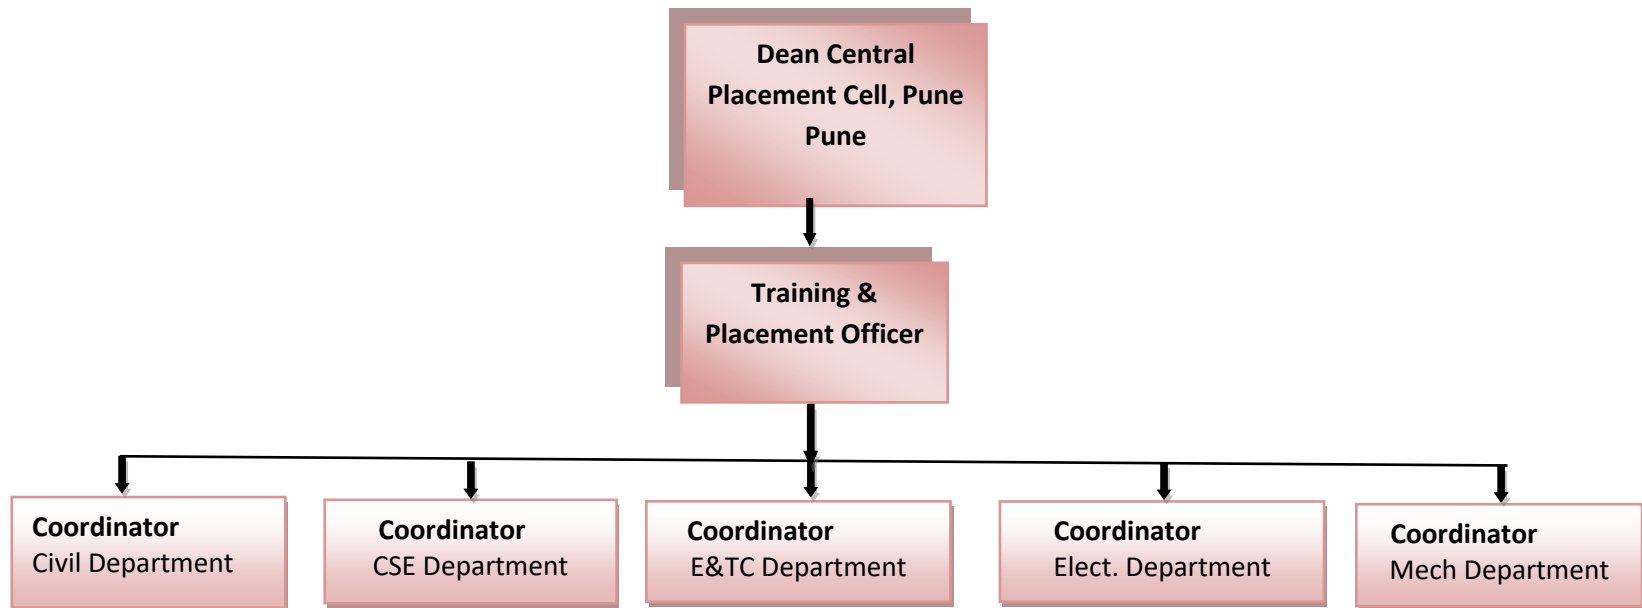 Dean Central
Placement Cell, Pune
Pune
Training &
Placement Officer
Coordinator
Civil Department
Coordinator
CSE Department
Coordinator
E&TC Department
Coordinator
Elect. Department
Coordinator
Mech Department